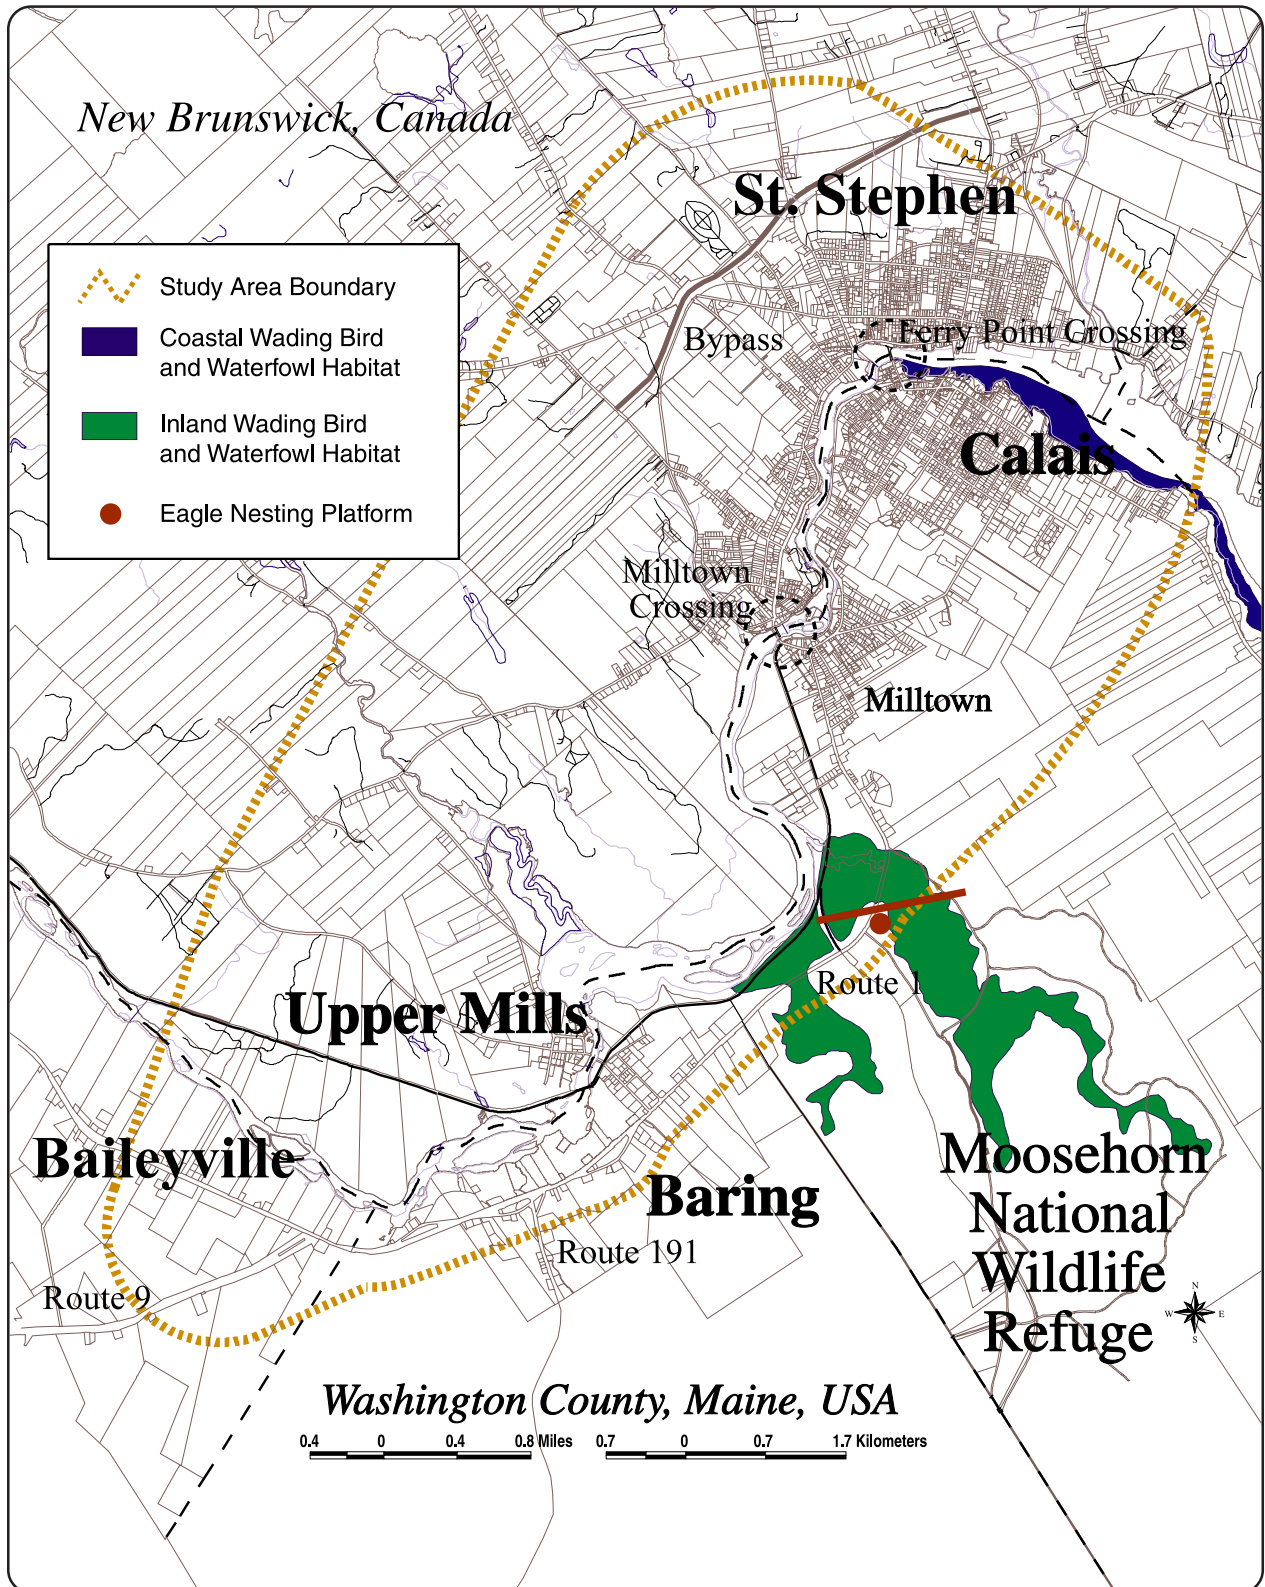 New Brunswick, Canada
St. Stephen
Study Area Boundary
Coastal Wading Bird
and Waterfowl Habitat
Inland Wading Bird
and Waterfowl Habitat
Eagle Nesting Platform
Bypass
Ferry Point Crossing
Calais
Milltown
Crossing
Milltown
Route 1
Upper Mills
Baileyville
Baring
Moosehorn
National
Wildlife
Refuge
Route 191
Route 9
N
W
E
S
Washington County, Maine, USA
0.4 0 0.4 0.8 Miles
0.7 0 0.7 1.7 Kilometers